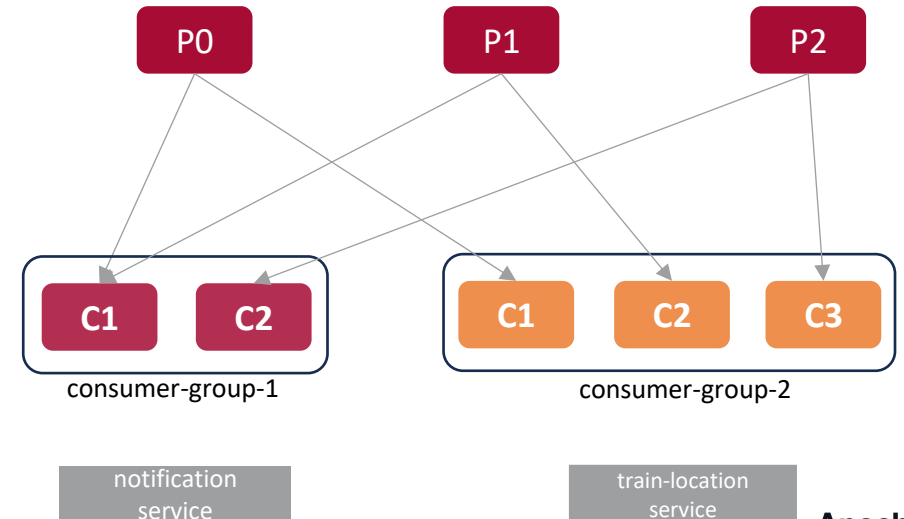 P0
P1
P2
C1
C2
C1
C2
C3
consumer-group-1
consumer-group-2
notification
service
train-location
service